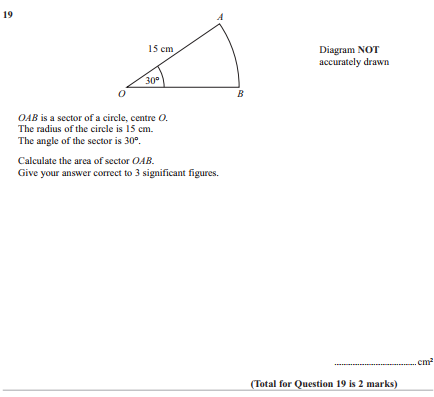 19
A
15 cm
Diagram NOT
accurately drawn
30°
O
B
OAB is a sector of a circle, centre O.
The radius of the circle is 15 cm.
The angle of the sector is 30°.
Calculate the area of sector OAB.
Give your answer correct to 3 significant figures.
.................................. cm²
(Total for Question 19 is 2 marks)